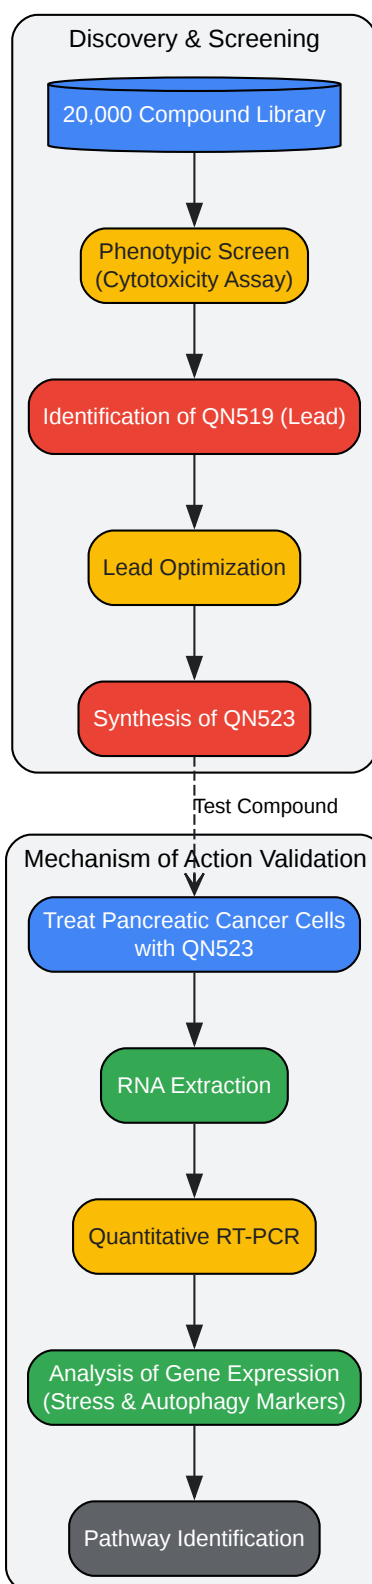 Discovery & Screening
20,000 Compound Library
Phenotypic Screen
(Cytotoxicity Assay)
Identification of QN519 (Lead)
Lead Optimization
Synthesis of QN523
Test Compound
Mechanism of Action Validation
Treat Pancreatic Cancer Cells
with QN523
RNA Extraction
Quantitative RT-PCR
Analysis of Gene Expression
(Stress & Autophagy Markers)
Pathway Identification